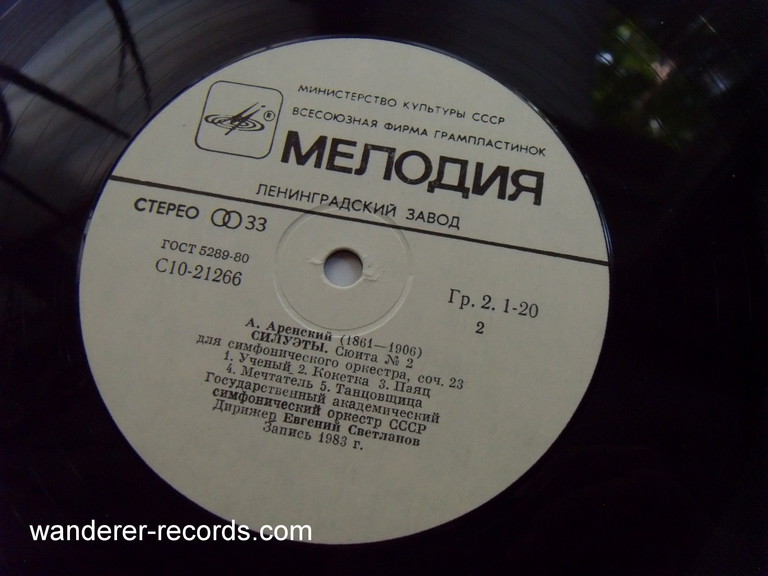 МИНИСТЕРСТВО КУЛЬТУРЫ СССР
ВСЕСОЮЗНАЯ ФИРМА ГРАМПЛАСТИНОК
МЕЛОДИЯ
®
ЛЕНИНГРАДСКИЙ ЗАВОД
СТЕРЕО 33
ГОСТ 5289-80
С10-21266
Гр. 2. 1-20
2
А. Аренский (1861—1906)
СИЛУЭТЫ. Сюита № 2
для симфонического оркестра, соч. 23
1. Ученый 2. Кокетка 3. Паяц
4. Мечтатель 5. Танцовщица
Государственный академический
симфонический оркестр СССР
Дирижер Евгений Светланов
Запись 1983 г.
wanderer-records.com